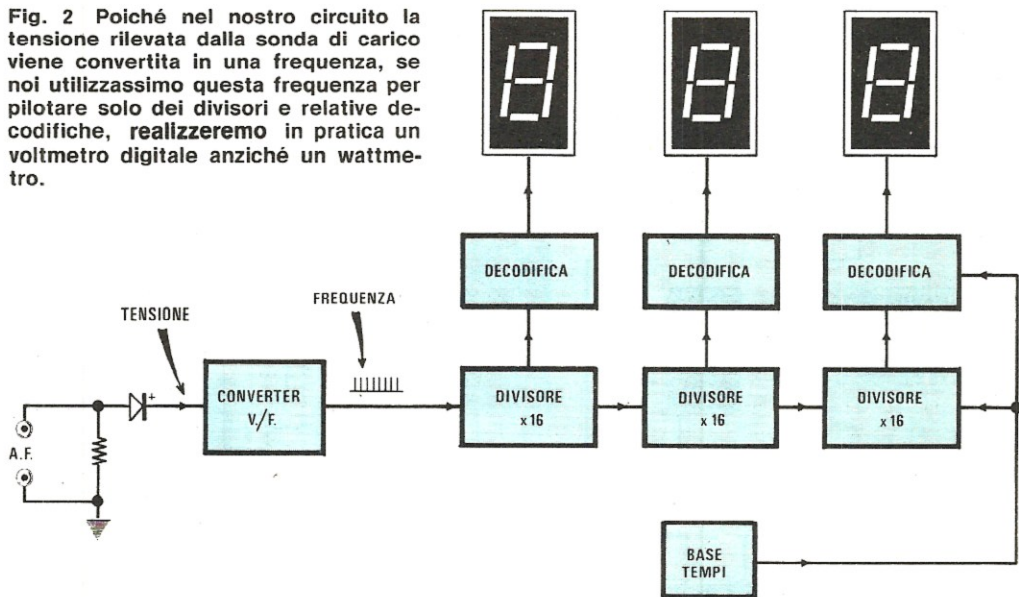 Fig. 2 Poiché nel nostro circuito la
tensione rilevata dalla sonda di carico
viene convertita in una frequenza, se
noi utilizzassimo questa frequenza per
pilotare solo dei divisori e relative de-
codifiche, realizzeremo in pratica un
voltmetro digitale anziché un wattme-
tro.
DECODIFICA
DECODIFICA
DECODIFICA
TENSIONE
FREQUENZA
+
CONVERTER
V./F.
DIVISORE
x 16
DIVISORE
x 16
DIVISORE
x 16
A.F.
BASE
TEMPI